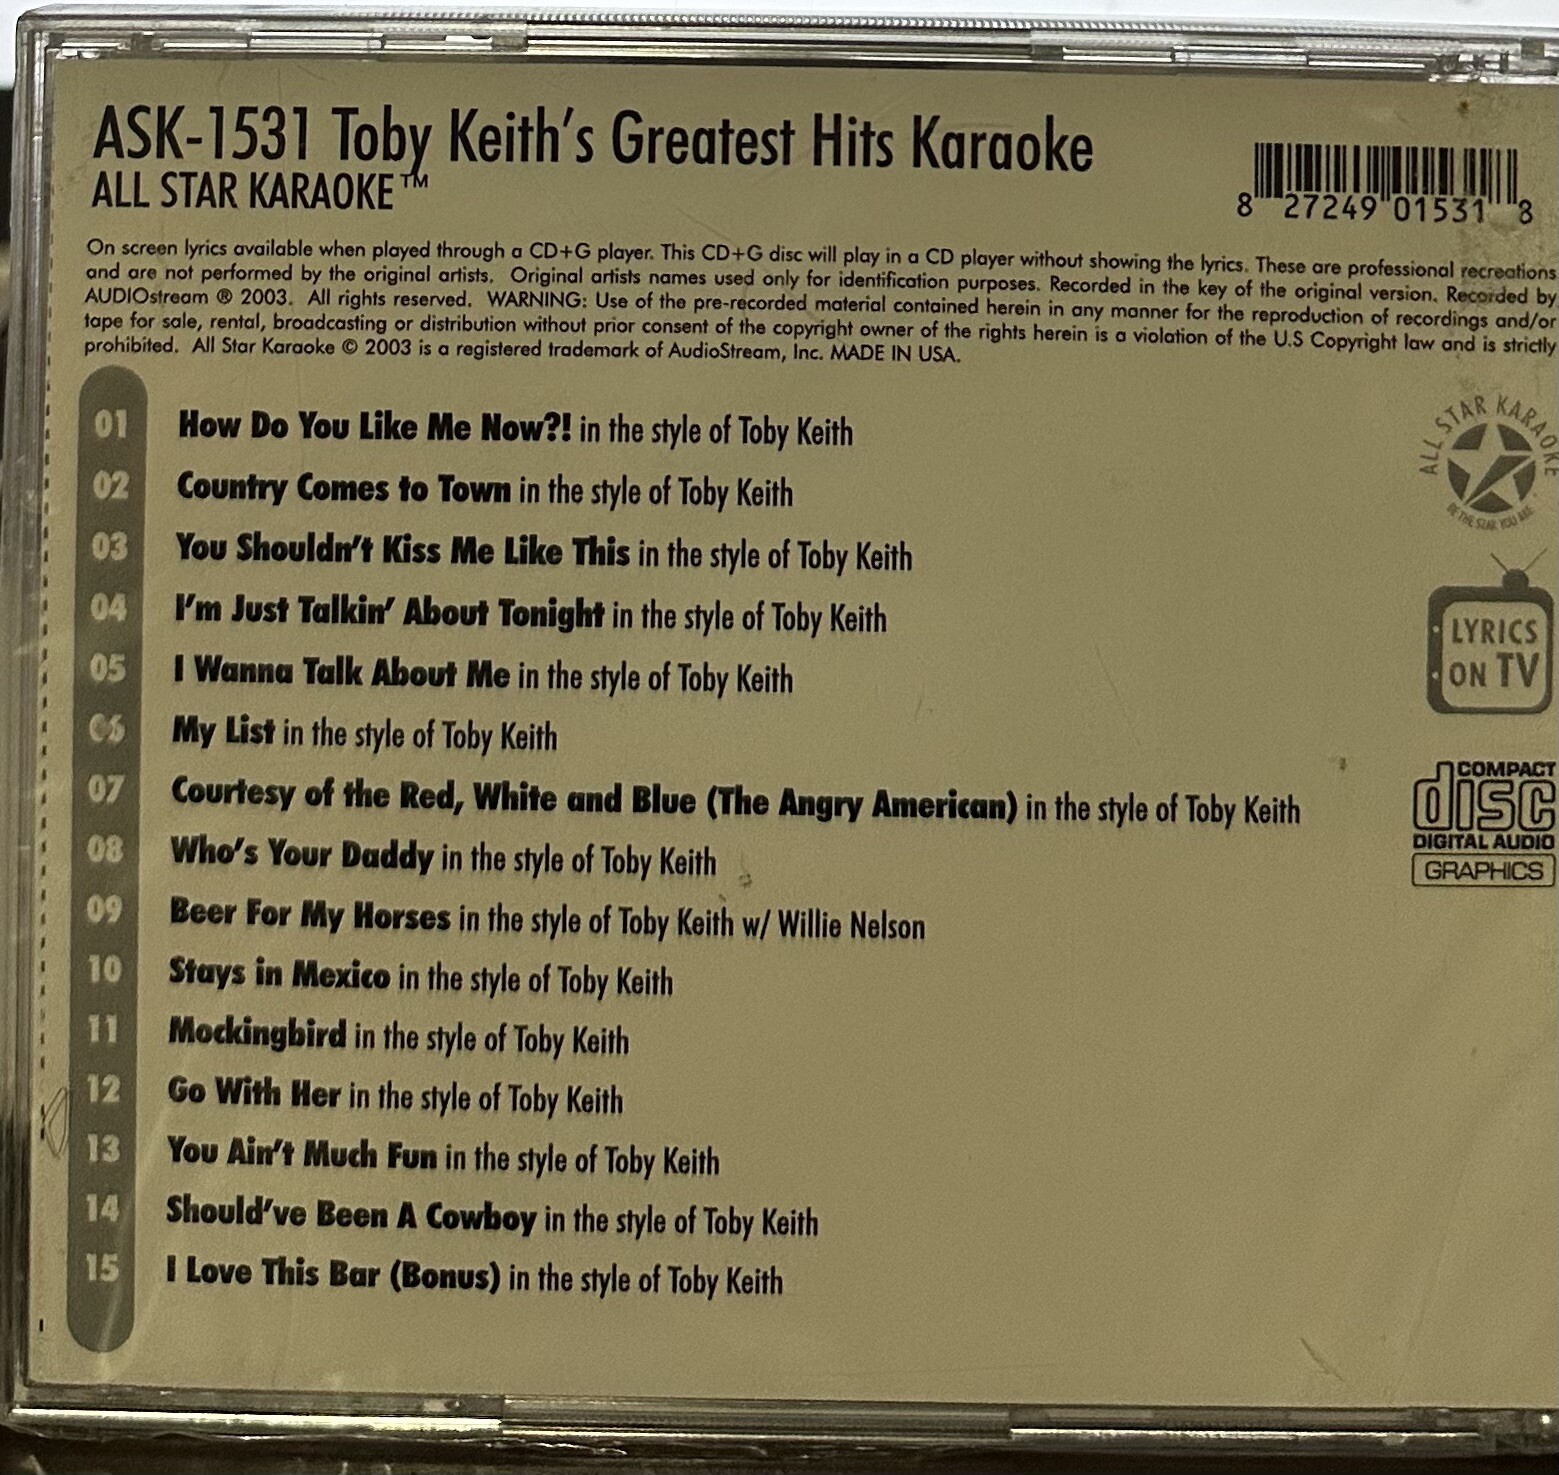 ASK-1531 Toby Keith's Greatest Hits Karaoke
ALL STAR KARAOKE™
8 27249 01531 8
On screen lyrics available when played through a CD+G player. This CD+G disc will play in a CD player without showing the lyrics. These are professional recreations
and are not performed by the original artists. Original artists names used only for identification purposes. Recorded in the key of the original version. Recorded by
AUDIOstream ® 2003. All rights reserved. WARNING: Use of the pre-recorded material contained herein in any manner for the reproduction of recordings and/or
tape for sale, rental, broadcasting or distribution without prior consent of the copyright owner of the rights herein is a violation of the U.S Copyright law and is strictly
prohibited. All Star Karaoke © 2003 is a registered trademark of AudioStream, Inc. MADE IN USA.
01 How Do You Like Me Now?! in the style of Toby Keith
02 Country Comes to Town in the style of Toby Keith
03 You Shouldn't Kiss Me Like This in the style of Toby Keith
04 I'm Just Talkin' About Tonight in the style of Toby Keith
05 I Wanna Talk About Me in the style of Toby Keith
06 My List in the style of Toby Keith
07 Courtesy of the Red, White and Blue (The Angry American) in the style of Toby Keith
08 Who's Your Daddy in the style of Toby Keith
09 Beer For My Horses in the style of Toby Keith w/ Willie Nelson
10 Stays in Mexico in the style of Toby Keith
11 Mockingbird in the style of Toby Keith
12 Go With Her in the style of Toby Keith
13 You Ain't Much Fun in the style of Toby Keith
14 Should've Been A Cowboy in the style of Toby Keith
15 I Love This Bar (Bonus) in the style of Toby Keith
ALL STAR KARAOKE
BE THE STAR YOU ARE
LYRICS
ON TV
COMPACT
disc
DIGITAL AUDIO
GRAPHICS